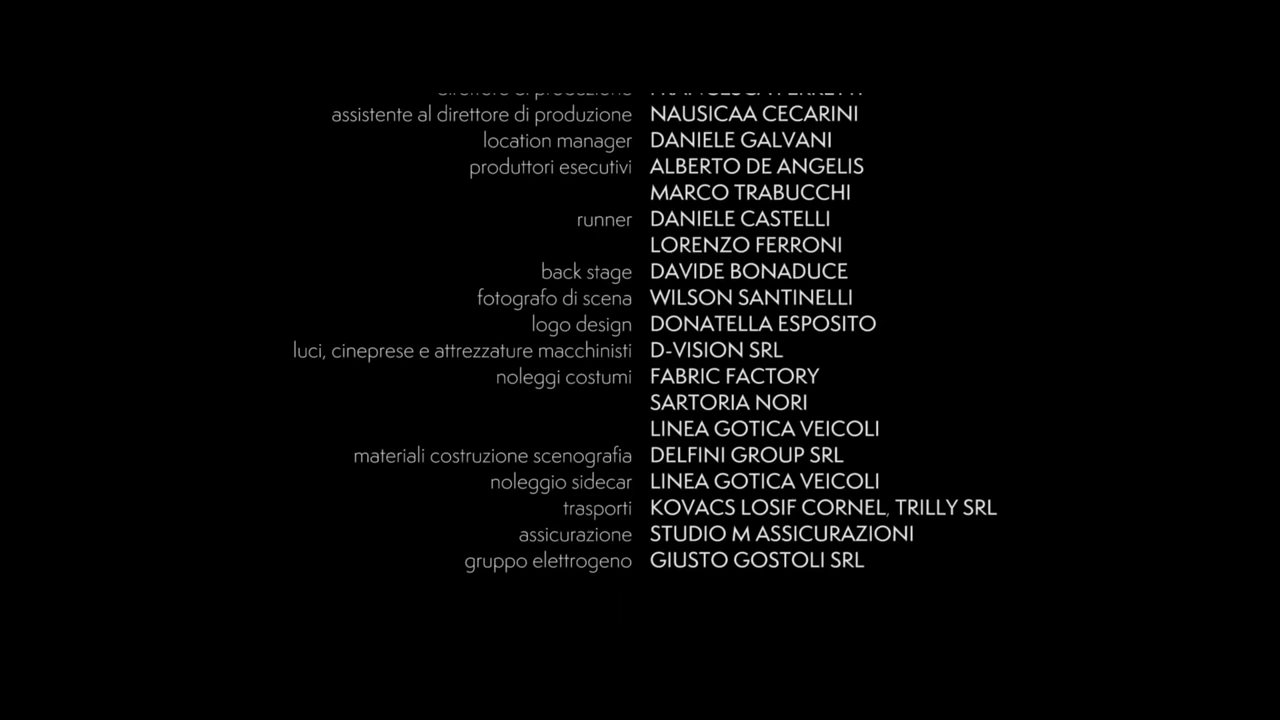 assistente al direttore di produzione NAUSICAA CECARINI
location manager DANIELE GALVANI
produttori esecutivi ALBERTO DE ANGELIS
MARCO TRABUCCHI
runner DANIELE CASTELLI
LORENZO FERRONI
back stage DAVIDE BONADUCE
fotografo di scena WILSON SANTINELLI
logo design DONATELLA ESPOSITO
luci, cineprese e attrezzature macchinisti D-VISION SRL
noleggi costumi FABRIC FACTORY
SARTORIA NORI
LINEA GOTICA VEICOLI
materiali costruzione scenografia DELFINI GROUP SRL
noleggio sidecar LINEA GOTICA VEICOLI
trasporti KOVACS LOSIF CORNEL, TRILLY SRL
assicurazione STUDIO M ASSICURAZIONI
gruppo elettrogeno GIUSTO GOSTOLI SRL